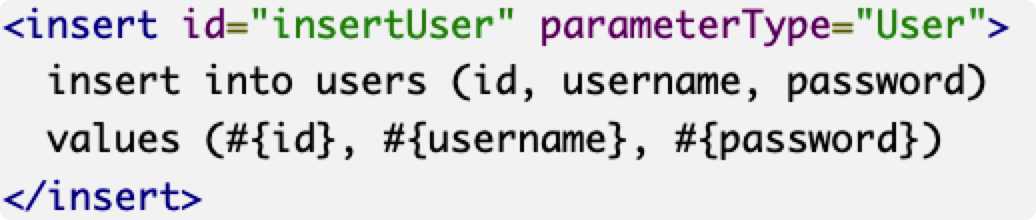 <insert id="insertUser" parameterType="User">
  insert into users (id, username, password)
  values (#{id}, #{username}, #{password})
</insert>